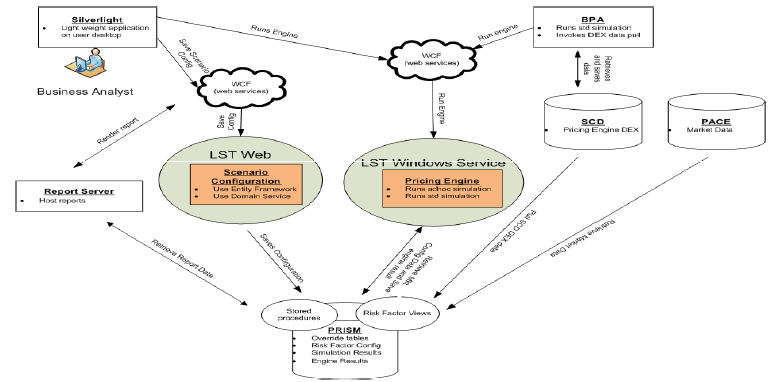 Silverlight
Light weight application
on user desktop
Business Analyst
Runs Engine
Save Scenario
Config
WCF
(web services)
Save
Config
WCF
(web services)
Run engine
Run Engine
BPA
Runs std simulation
Invokes DEX data pull
Retrieves
and saves
data
SCD
Pricing Engine DEX
PACE
Market Data
Render report
Report Server
Host reports
LST Web
Scenario
Configuration
Use Entity Framework
Use Domain Service
LST Windows Service
Pricing Engine
Runs adhoc simulation
Runs std simulation
Retrieve Report Data
Saves Configuration
Retrieve Mkt,
Config Data and Save
engine result
Pull SCD DEX data
Retrieve Market Data
Stored
procedures
Risk Factor Views
PRISM
Override tables
Risk Factor Config
Simulation Results
Engine Results